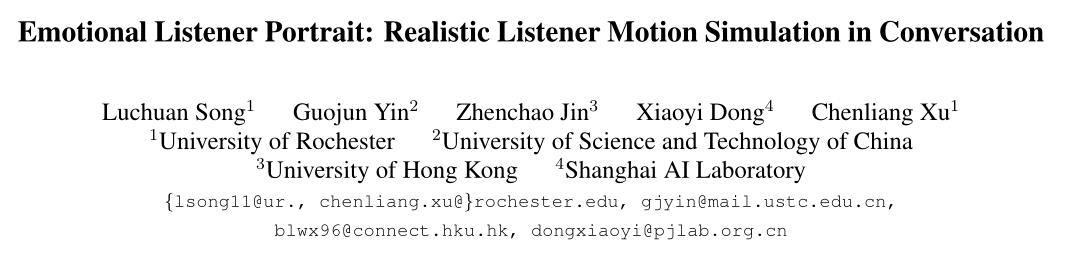 Emotional Listener Portrait: Realistic Listener Motion Simulation in Conversation
Luchuan Song¹ Guojun Yin² Zhenchao Jin³ Xiaoyi Dong⁴ Chenliang Xu¹
¹University of Rochester ²University of Science and Technology of China
³University of Hong Kong ⁴Shanghai AI Laboratory
{lsong11@ur., chenliang.xu@}rochester.edu, gjyin@mail.ustc.edu.cn,
blwx96@connect.hku.hk, dongxiaoyi@pjlab.org.cn